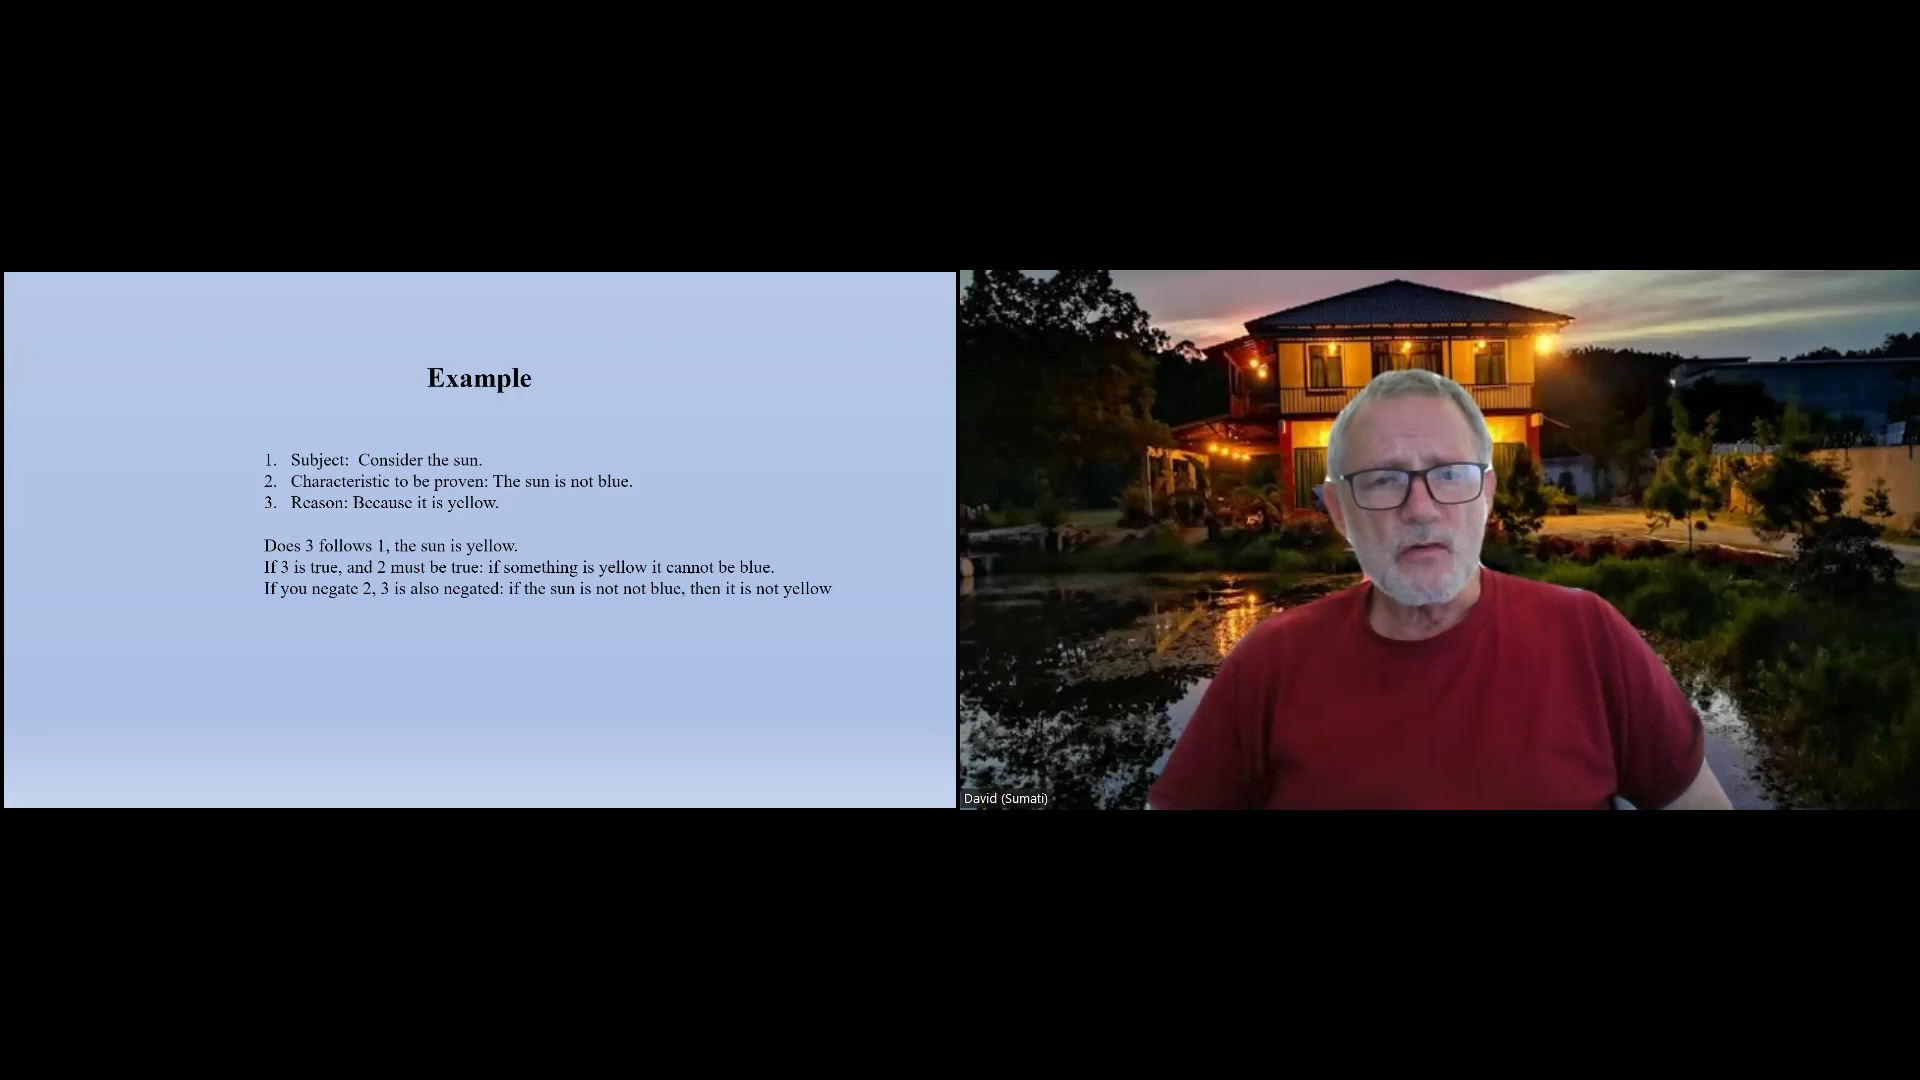 Example
1. Subject: Consider the sun.
2. Characteristic to be proven: The sun is not blue.
3. Reason: Because it is yellow.
Does 3 follows 1, the sun is yellow.
If 3 is true, and 2 must be true: if something is yellow it cannot be blue.
If you negate 2, 3 is also negated: if the sun is not not blue, then it is not yellow
David (Sumati)